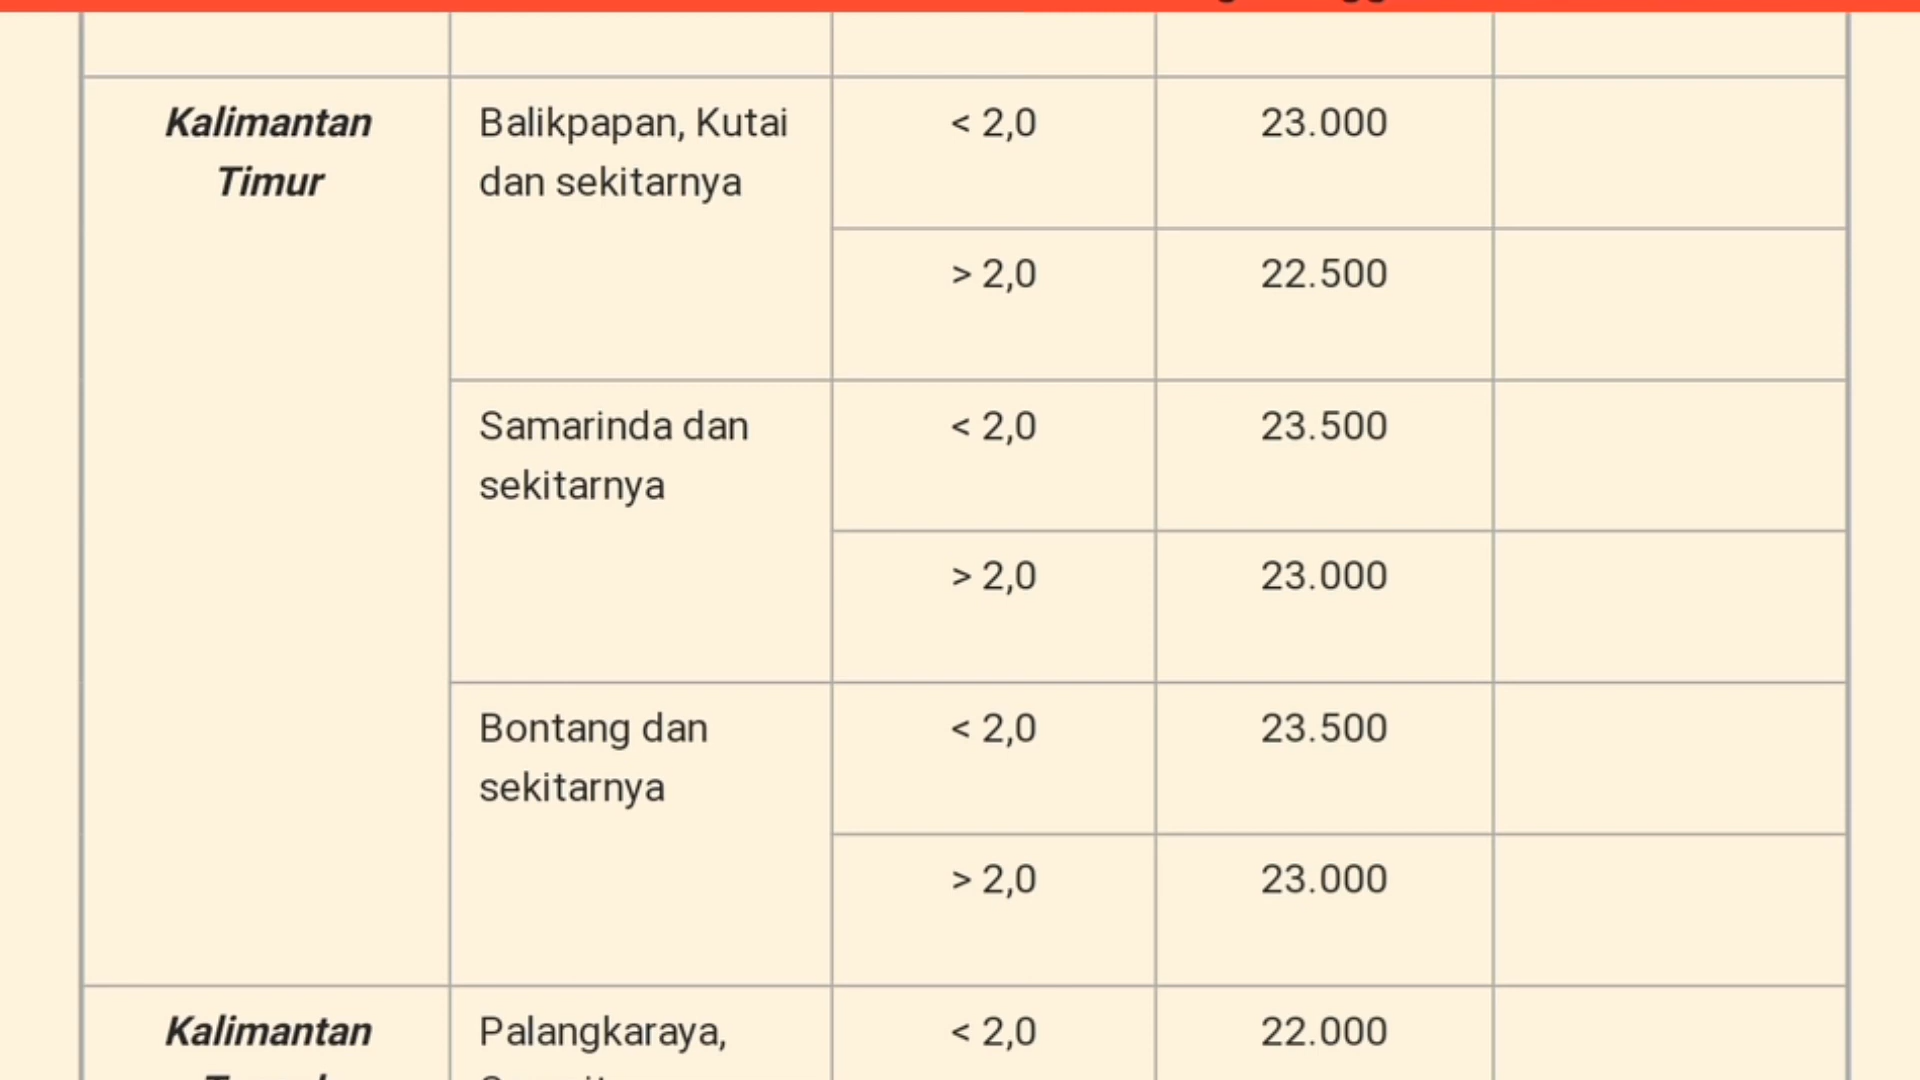 Kalimantan
Timur
Balikpapan, Kutai
dan sekitarnya
< 2,0
23.000
> 2,0
22.500
Samarinda dan
sekitarnya
< 2,0
23.500
> 2,0
23.000
Bontang dan
sekitarnya
< 2,0
23.500
> 2,0
23.000
Kalimantan
Palangkaraya,
< 2,0
22.000